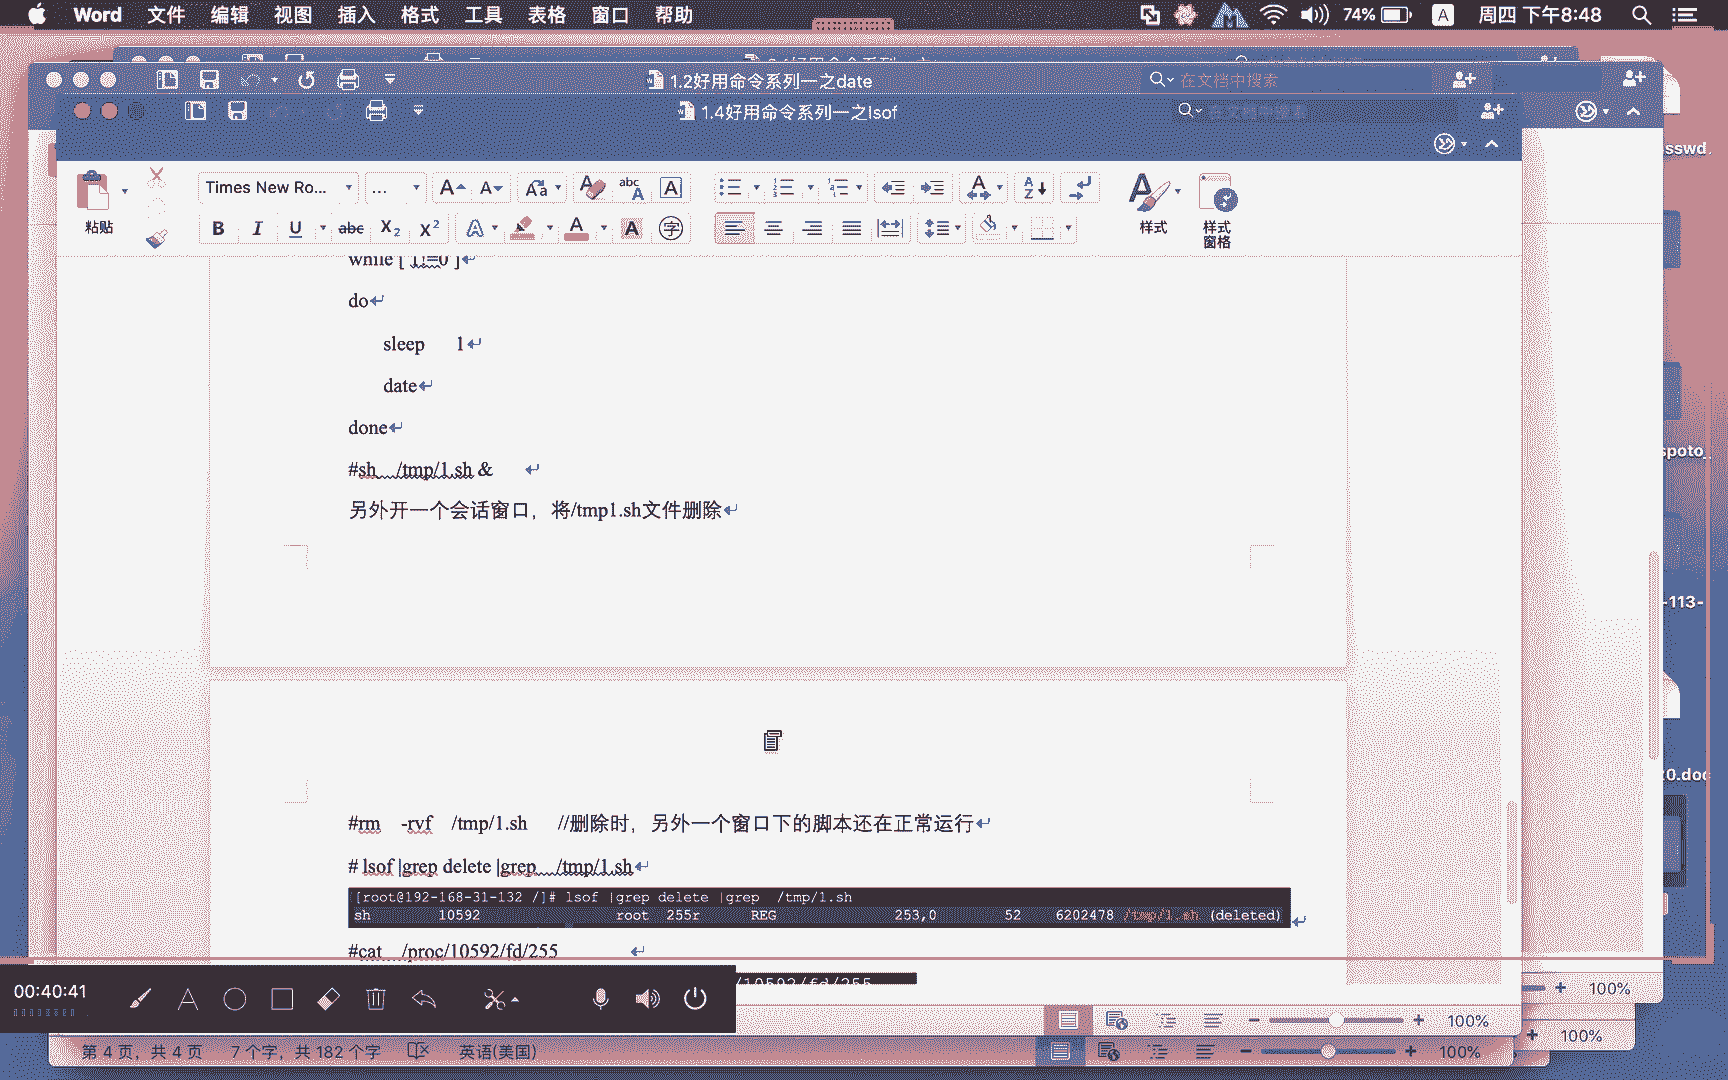 Word 文件 编辑 视图 插入 格式 工具 表格 窗口 帮助 74% A 周四 下午8:48
1.2好用命令系列一之date 在文档中搜索
1.4好用命令系列一之lsof
Times New Ro... ...
粘贴
样式
样式
窗格
while [ 1!=0 ]
do
sleep 1
date
done
#sh /tmp/1.sh &
另外开一个会话窗口，将/tmp1.sh文件删除
#rm -rvf /tmp/1.sh //删除时，另外一个窗口下的脚本还在正常运行
# lsof |grep delete |grep /tmp/1.sh
[root@192-168-31-132 /]# lsof |grep delete |grep /tmp/1.sh
sh 10592 root 255r REG 253,0 52 6202478 /tmp/1.sh (deleted)
#cat /proc/10592/fd/255
/10592/fd/255
00:40:41
100%
100%
100%
第 4 页，共 4 页 7 个字，共 182 个字 英语(美国) 100%
sswd.
spoto_
-113-
0.doc